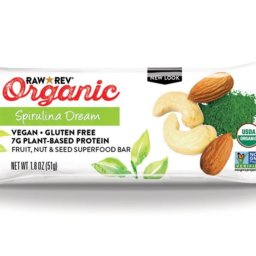 RAW★REV™
Organic
Spirulina Dream
NEW LOOK
VEGAN • GLUTEN FREE
7G PLANT-BASED PROTEIN
FRUIT, NUT & SEED SUPERFOOD BAR
NET WT 1.8 OZ (51g)
USDA
ORGANIC